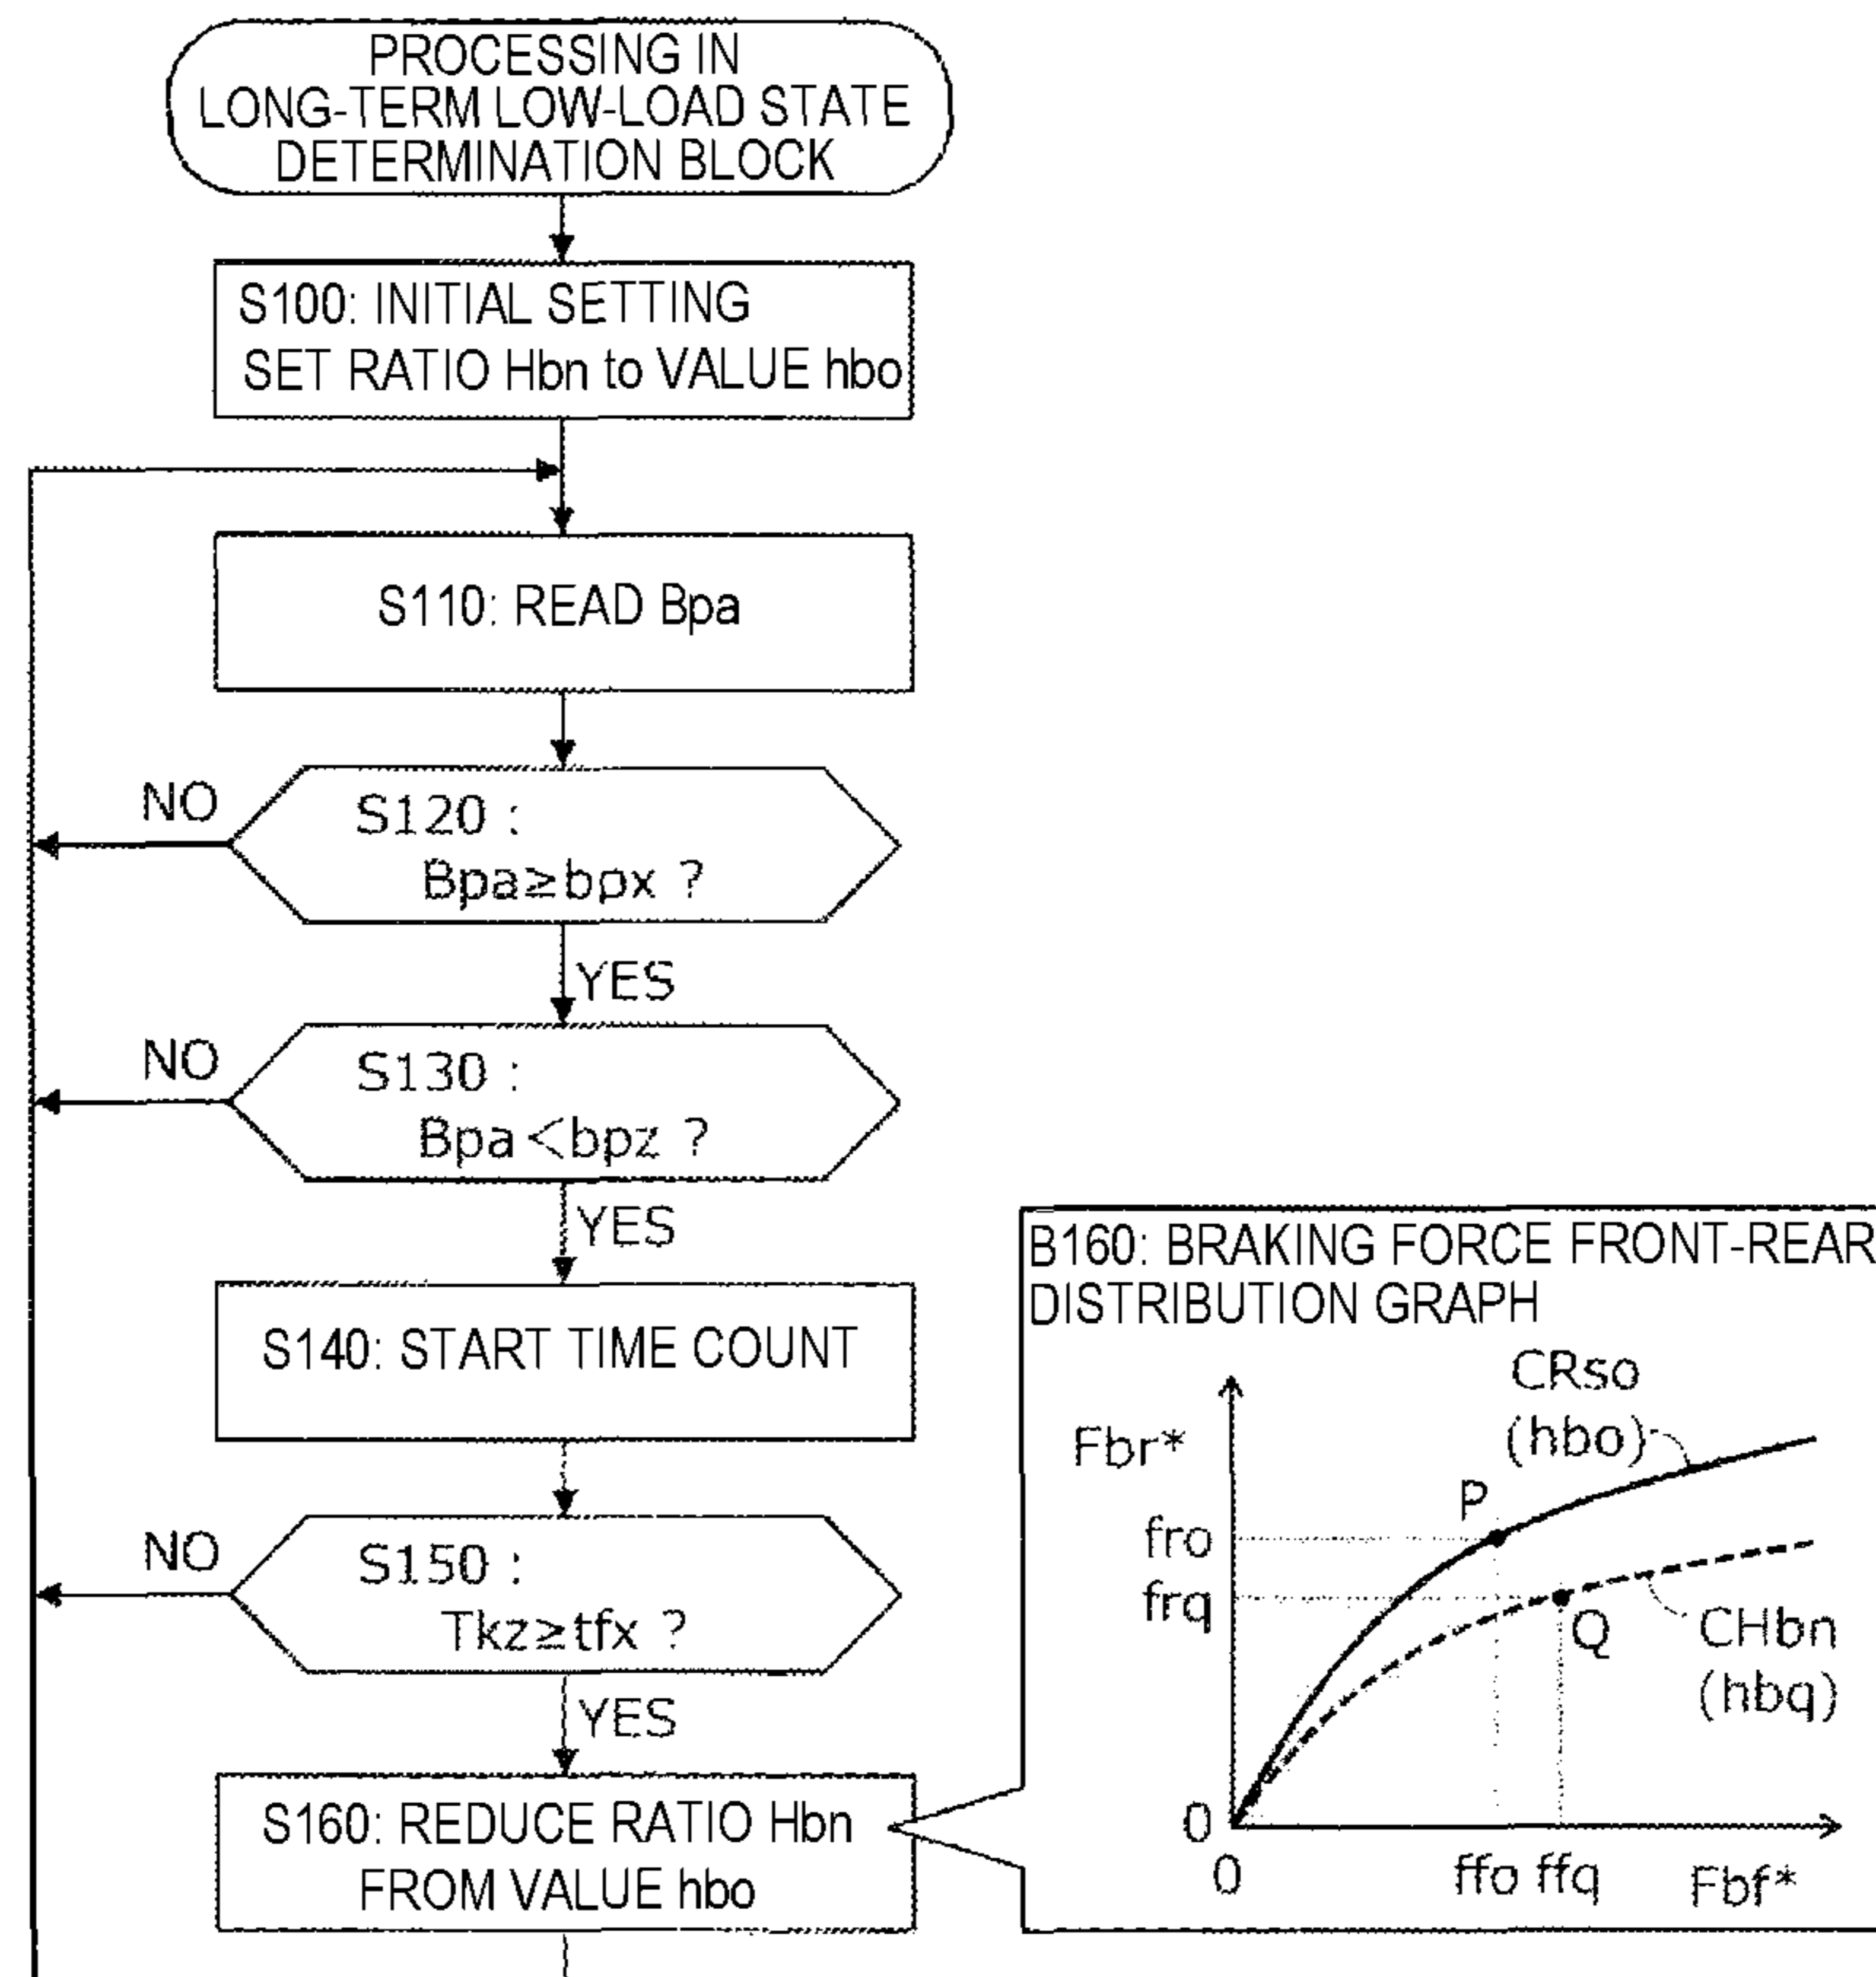 PROCESSING IN
LONG-TERM LOW-LOAD STATE
DETERMINATION BLOCK
S100: INITIAL SETTING
SET RATIO Hbn to VALUE hbo
S110: READ Bpa
NO
S120 :
Bpa≥bpx ?
YES
NO
S130 :
Bpa<bpz ?
YES
S140: START TIME COUNT
NO
S150 :
Tkz≥tfx ?
YES
S160: REDUCE RATIO Hbn
FROM VALUE hbo
B160: BRAKING FORCE FRONT-REAR
DISTRIBUTION GRAPH
CRso
(hbo)
Fbr*
P
fro
frq
Q
CHbn
(hbq)
0
0
ffo ffq
Fbf*